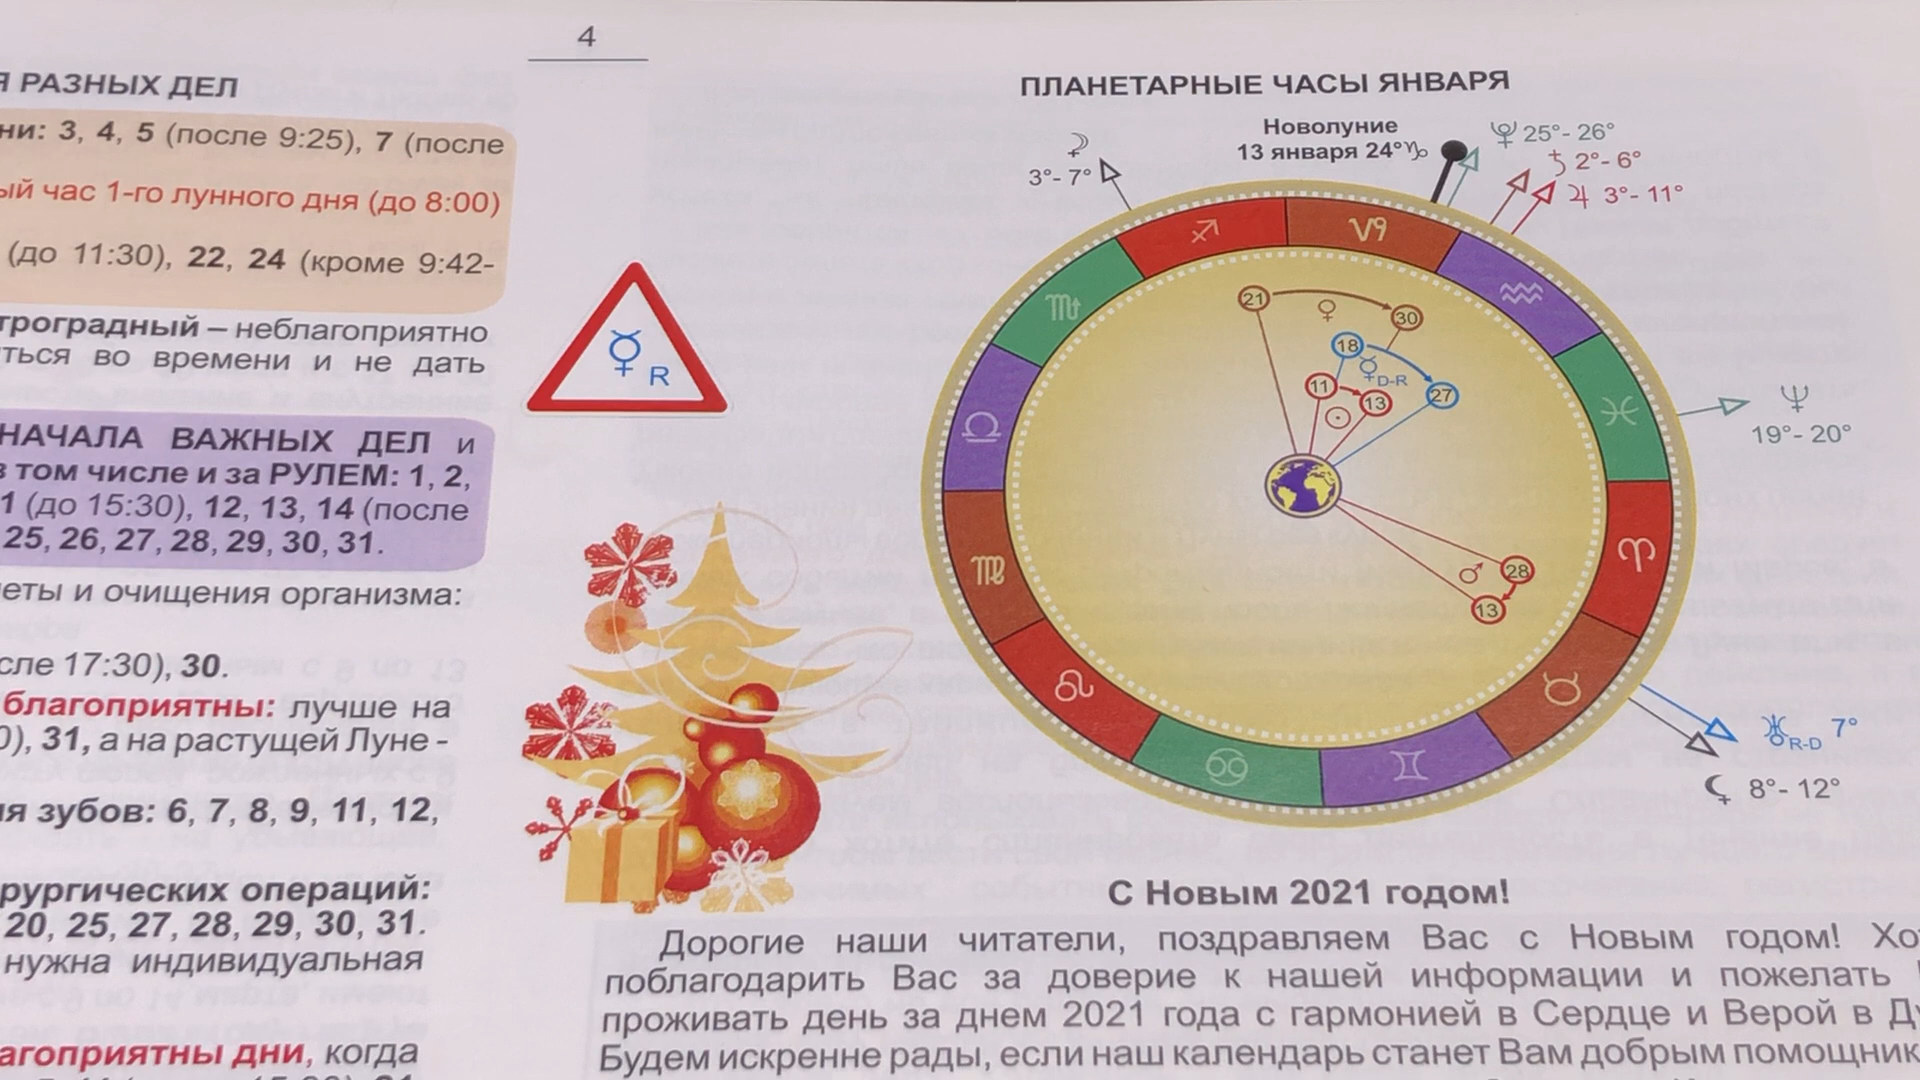 4
Я РАЗНЫХ ДЕЛ
ни: 3, 4, 5 (после 9:25), 7 (после
ый час 1-го лунного дня (до 8:00)
(до 11:30), 22, 24 (кроме 9:42-
троградный – неблагоприятно
ться во времени и не дать
НАЧАЛА ВАЖНЫХ ДЕЛ и
в том числе и за РУЛЕМ: 1, 2,
1 (до 15:30), 12, 13, 14 (после
25, 26, 27, 28, 29, 30, 31.
еты и очищения организма:
сле 17:30), 30.
благоприятны: лучше на
0), 31, а на растущей Луне -
ия зубов: 6, 7, 8, 9, 11, 12,
рургических операций:
20, 25, 27, 28, 29, 30, 31.
нужна индивидуальная
агоприятны дни, когда
☿ R
ПЛАНЕТАРНЫЕ ЧАСЫ ЯНВАРЯ
Новолуние
13 января 24°♑
3°- 7°
♇ 25°- 26°
♄ 2°- 6°
♃ 3°- 11°
♐ ♑
♏ ♒
♎ ♓
♍ ♈
♌ ♉
♋ ♊
21 ♀ 30
18 ☿ D-R 27
11 ☉ 13
♂ 28
13
♆
19°- 20°
♅ R-D 7°
⚸ 8°- 12°
С Новым 2021 годом!
Дорогие наши читатели, поздравляем Вас с Новым годом! Хо
поблагодарить Вас за доверие к нашей информации и пожелать
проживать день за днем 2021 года с гармонией в Сердце и Верой в Д
Будем искренне рады, если наш календарь станет Вам добрым помощник